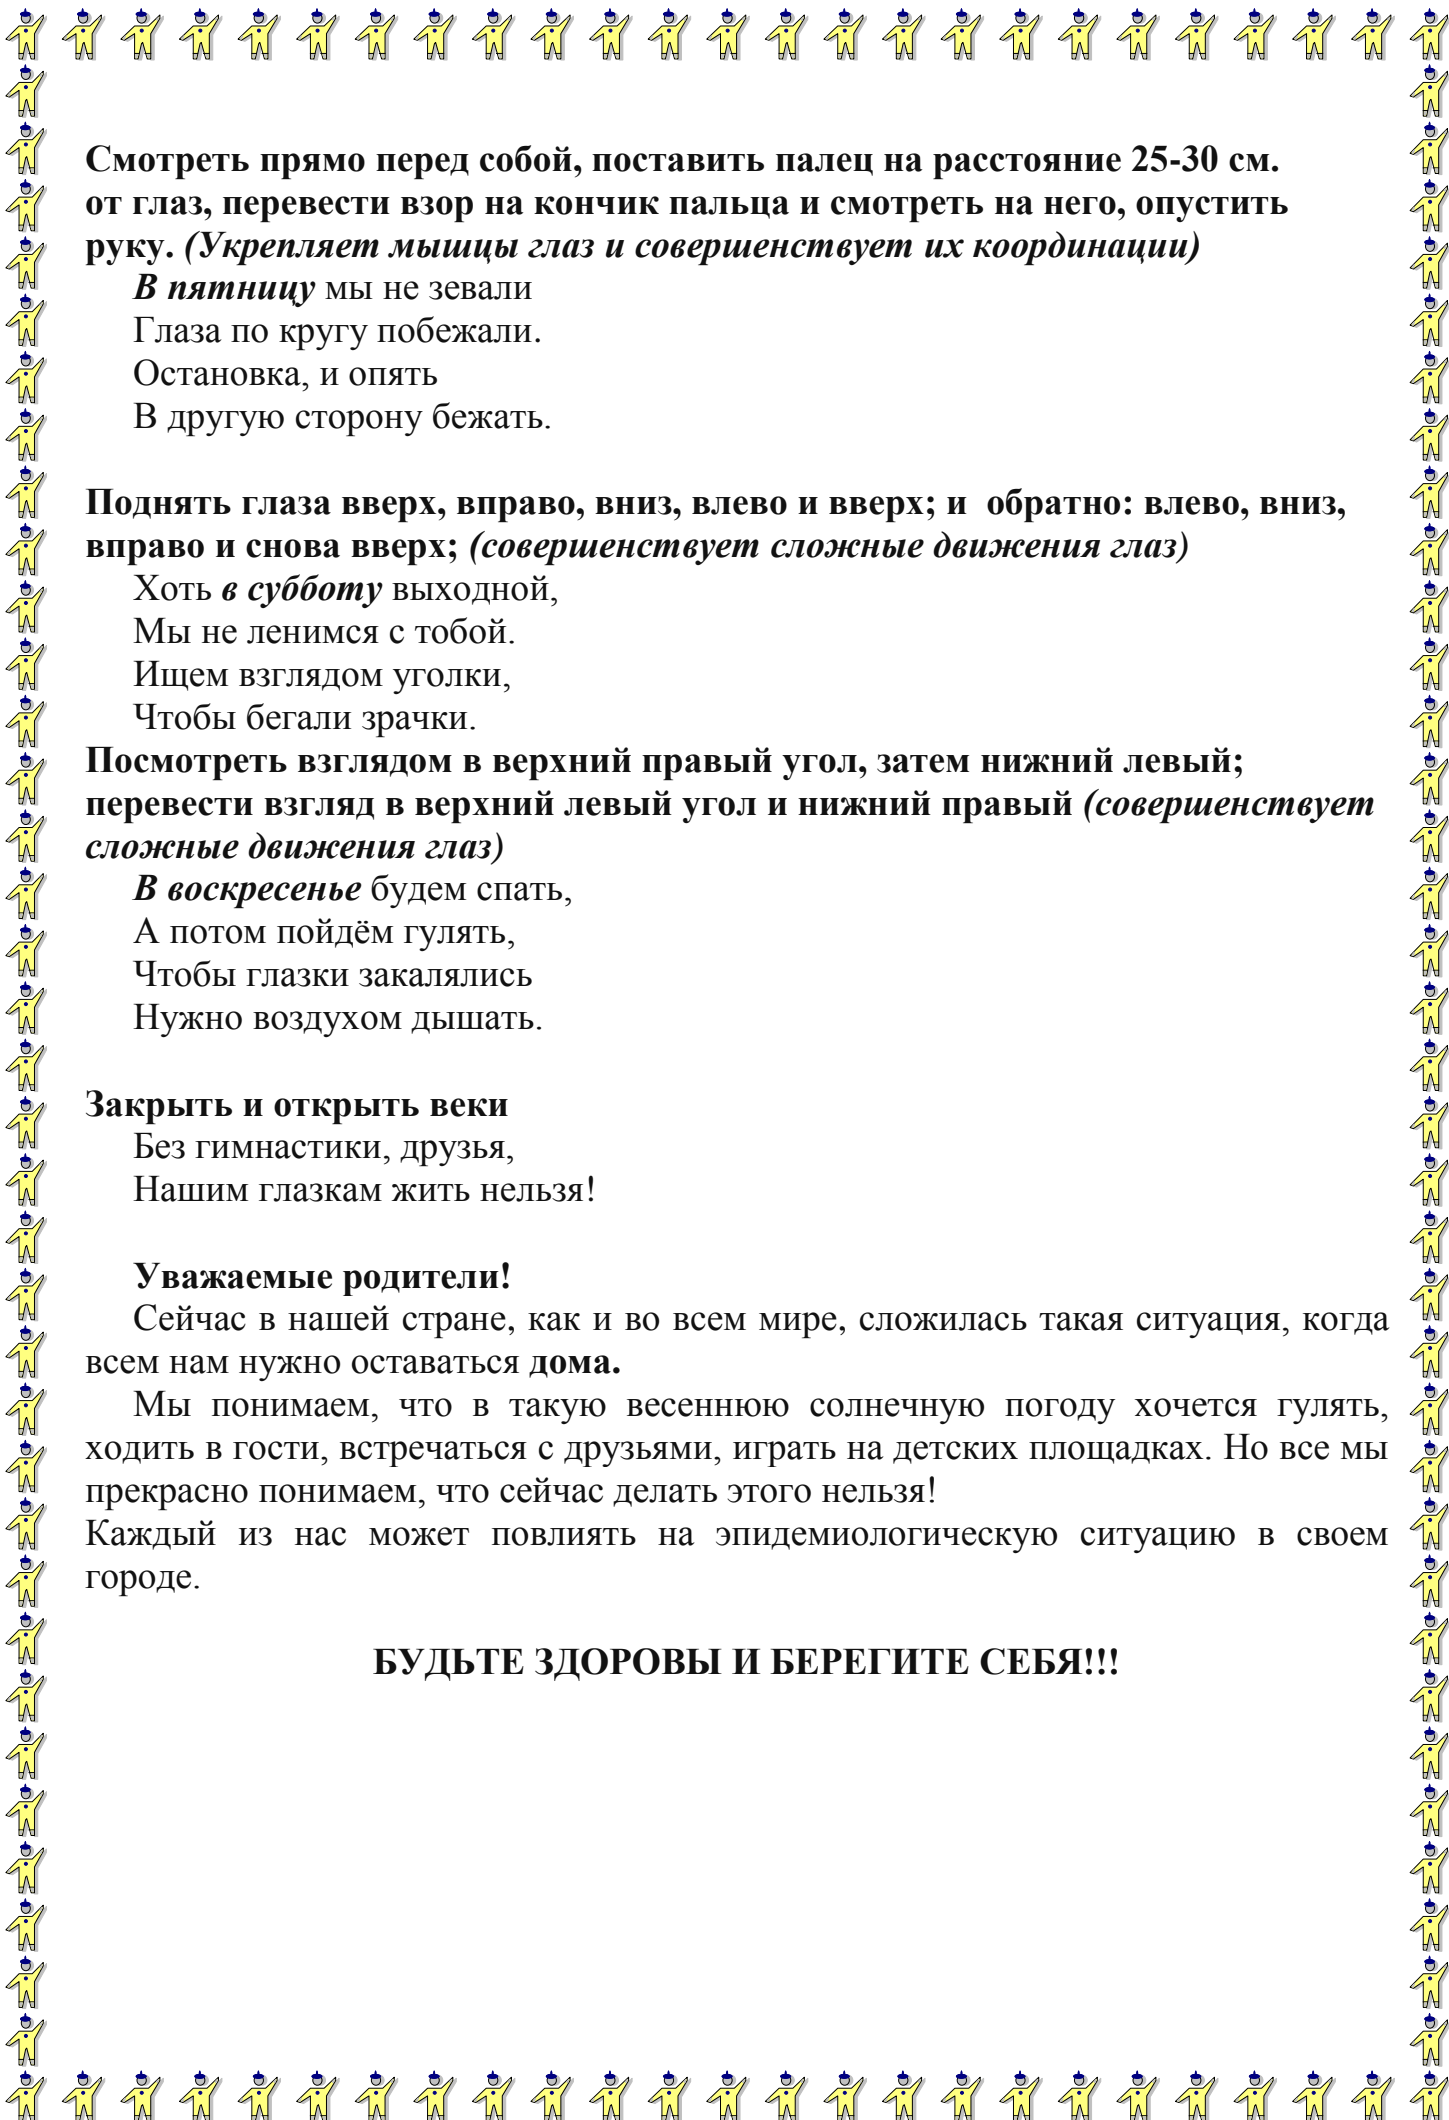 Смотреть прямо перед собой, поставить палец на расстояние 25-30 см.
от глаз, перевести взор на кончик пальца и смотреть на него, опустить
руку. (Укрепляет мышцы глаз и совершенствует их координации)
В пятницу мы не зевали
Глаза по кругу побежали.
Остановка, и опять
В другую сторону бежать.
Поднять глаза вверх, вправо, вниз, влево и вверх; и  обратно: влево, вниз,
вправо и снова вверх; (совершенствует сложные движения глаз)
Хоть в субботу выходной,
Мы не ленимся с тобой.
Ищем взглядом уголки,
Чтобы бегали зрачки.
Посмотреть взглядом в верхний правый угол, затем нижний левый;
перевести взгляд в верхний левый угол и нижний правый (совершенствует
сложные движения глаз)
В воскресенье будем спать,
А потом пойдём гулять,
Чтобы глазки закалялись
Нужно воздухом дышать.
Закрыть и открыть веки
Без гимнастики, друзья,
Нашим глазкам жить нельзя!
Уважаемые родители!
Сейчас в нашей стране, как и во всем мире, сложилась такая ситуация, когда
всем нам нужно оставаться дома.
Мы понимаем, что в такую весеннюю солнечную погоду хочется гулять,
ходить в гости, встречаться с друзьями, играть на детских площадках. Но все мы
прекрасно понимаем, что сейчас делать этого нельзя!
Каждый из нас может повлиять на эпидемиологическую ситуацию в своем
городе.
БУДЬТЕ ЗДОРОВЫ И БЕРЕГИТЕ СЕБЯ!!!